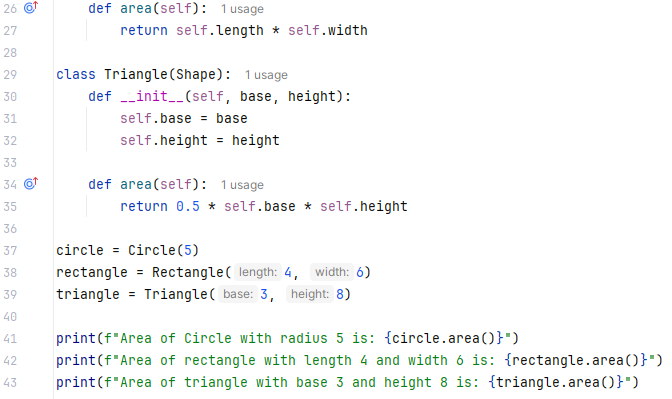 26 def area(self): 1 usage
27 return self.length * self.width
28
29 class Triangle(Shape): 1 usage
30 def __init__(self, base, height):
31 self.base = base
32 self.height = height
33
34 def area(self): 1 usage
35 return 0.5 * self.base * self.height
36
37 circle = Circle(5)
38 rectangle = Rectangle( length: 4, width: 6)
39 triangle = Triangle( base: 3, height: 8)
40
41 print(f"Area of Circle with radius 5 is: {circle.area()}")
42 print(f"Area of rectangle with length 4 and width 6 is: {rectangle.area()}")
43 print(f"Area of triangle with base 3 and height 8 is: {triangle.area()}")